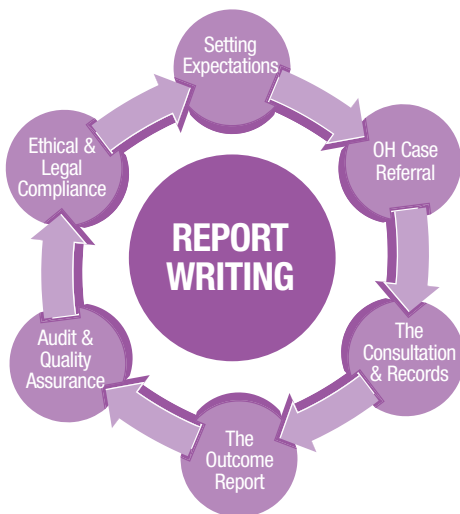 Setting
Expectations
OH Case
Referral
The
Consultation
& Records
The
Outcome
Report
Audit &
Quality
Assurance
Ethical &
Legal
Compliance
REPORT
WRITING